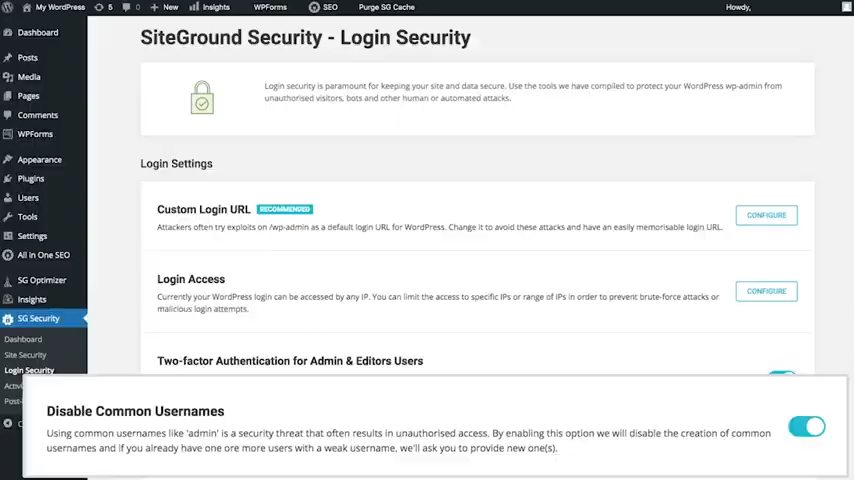 My WordPress 5 0 New Insights WPForms SEO Purge SG Cache Howdy,
Dashboard
Posts
Media
Pages
Comments
WPForms
Appearance
Plugins
Users
Tools
Settings
All in One SEO
SG Optimizer
Insights
SG Security
Dashboard
Site Security
Login Security
SiteGround Security - Login Security
Login security is paramount for keeping your site and data secure. Use the tools we have compiled to protect your WordPress wp-admin from
unauthorised visitors, bots and other human or automated attacks.
Login Settings
Custom Login URL RECOMMENDED
Attackers often try exploits on /wp-admin as a default login URL for WordPress. Change it to avoid these attacks and have an easily memorisable login URL.
CONFIGURE
Login Access
Currently your WordPress login can be accessed by any IP. You can limit the access to specific IPs or range of IPs in order to prevent brute-force attacks or
malicious login attempts.
CONFIGURE
Two-factor Authentication for Admin & Editors Users
Disable Common Usernames
Using common usernames like 'admin' is a security threat that often results in unauthorised access. By enabling this option we will disable the creation of common
usernames and if you already have one ore more users with a weak username, we'll ask you to provide new one(s).